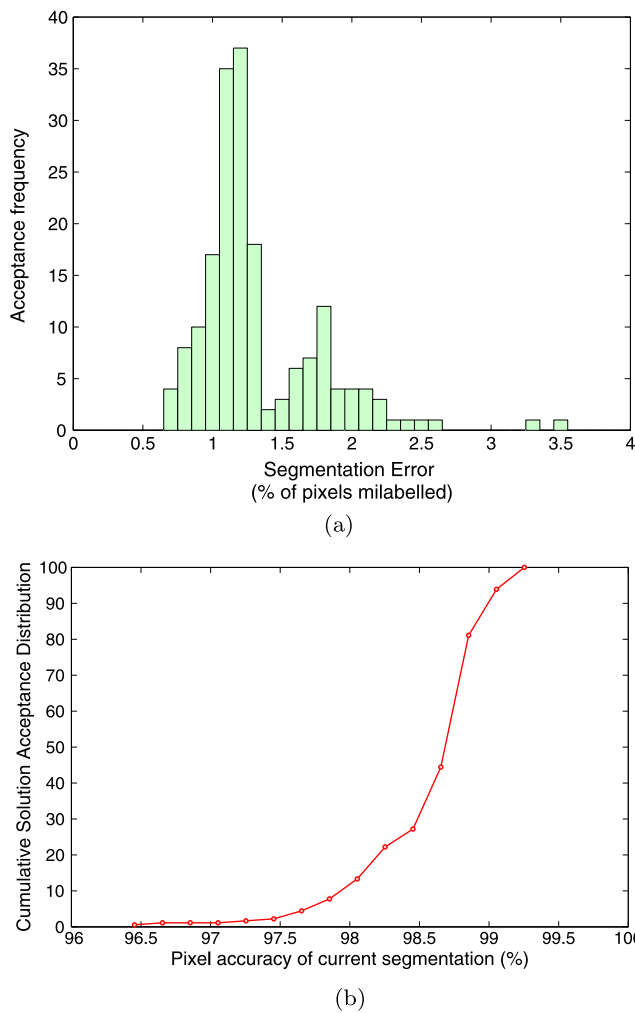 40
35
30
25
20
15
10
5
0
Acceptance frequency
0 0.5 1 1.5 2 2.5 3 3.5 4
Segmentation Error
(% of pixels milabelled)
(a)
100
90
80
70
60
50
40
30
20
10
0
Cumulative Solution Acceptance Distribution
96 96.5 97 97.5 98 98.5 99 99.5 100
Pixel accuracy of current segmentation (%)
(b)